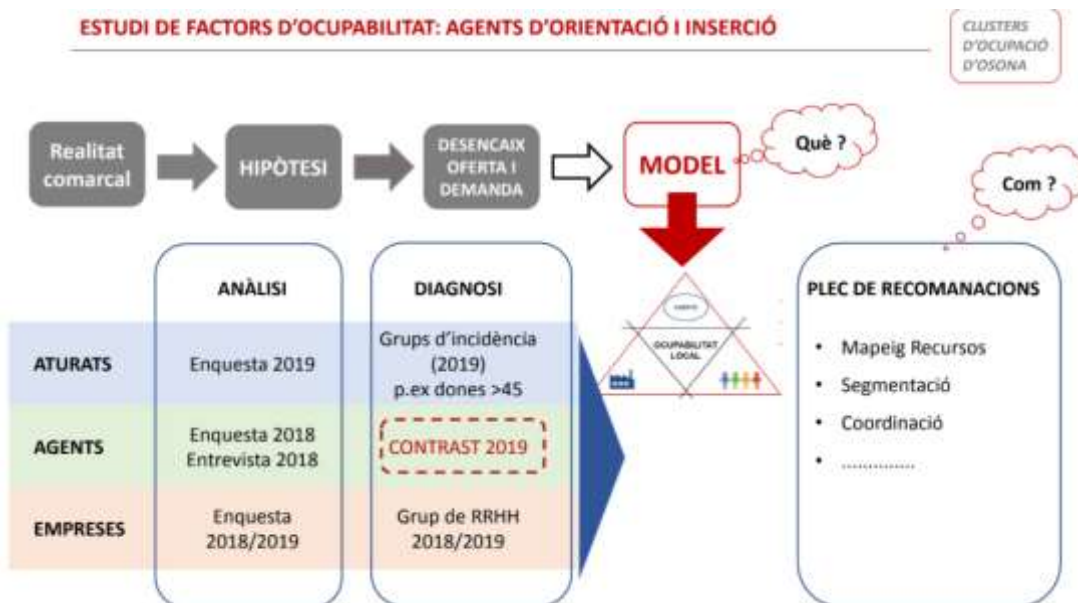 ESTUDI DE FACTORS D'OCUPABILITAT: AGENTS D'ORIENTACIÓ I INSERCIÓ
CLUSTERS
D'OCUPACIÓ
D'OSONA
Realitat
comarcal
HIPÒTESI
DESENCAIX
OFERTA I
DEMANDA
MODEL
Què ?
Com ?
ANÀLISI
DIAGNOSI
ATURATS
Enquesta 2019
Grups d'incidència
(2019)
p.ex dones >45
AGENTS
Enquesta 2018
Entrevista 2018
CONTRAST 2019
EMPRESES
Enquesta
2018/2019
Grup de RRHH
2018/2019
OCUPABILITAT
LOCAL
PLEC DE RECOMANACIONS
• Mapeig Recursos
• Segmentació
• Coordinació
• ..............